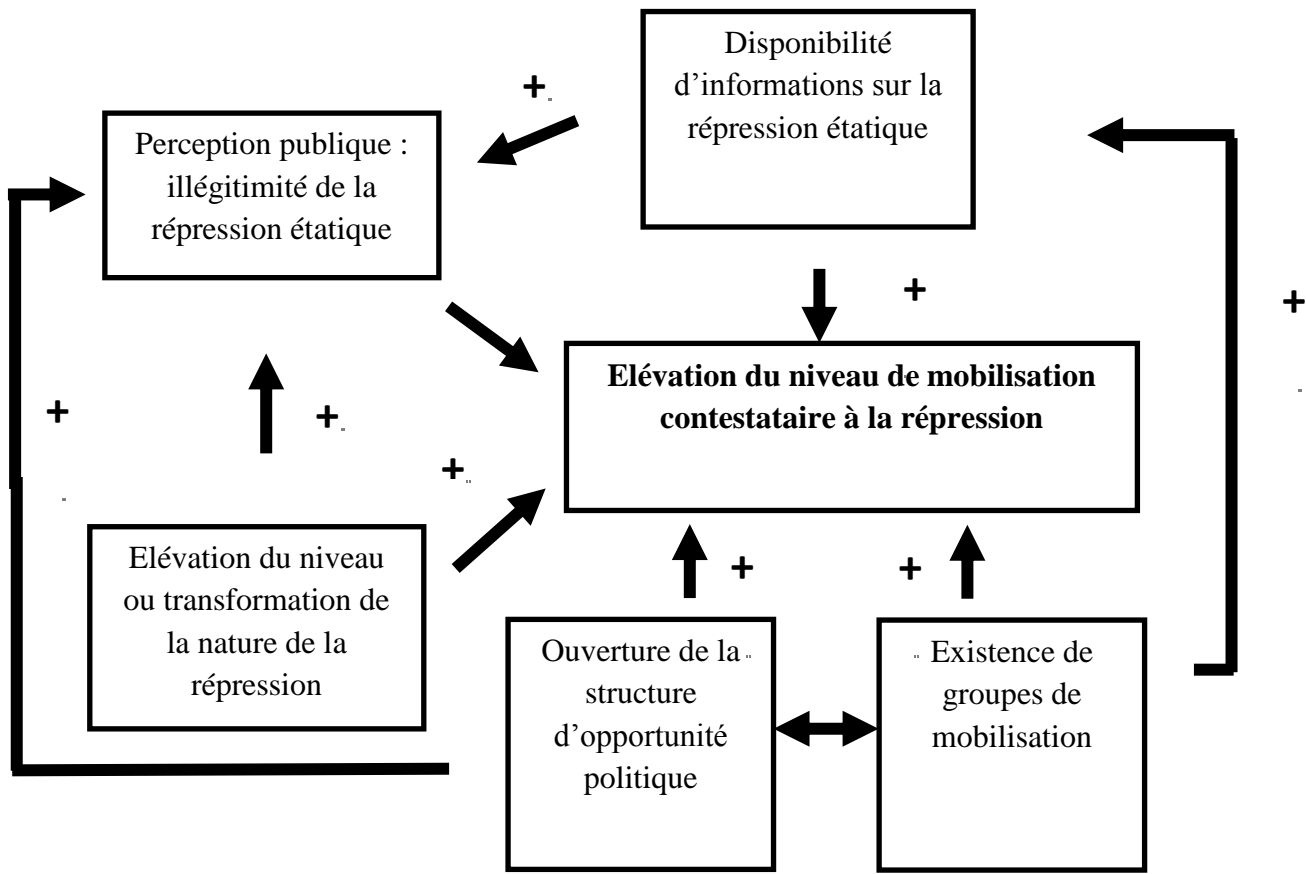 Disponibilité
d’informations sur la
répression étatique
+
Perception publique :
illégitimité de la
répression étatique
+
+
Elévation du niveau de mobilisation
contestataire à la répression
+
+
+
Elévation du niveau
ou transformation de
la nature de la
répression
+
+
Ouverture de la
structure
d’opportunité
politique
Existence de
groupes de
mobilisation